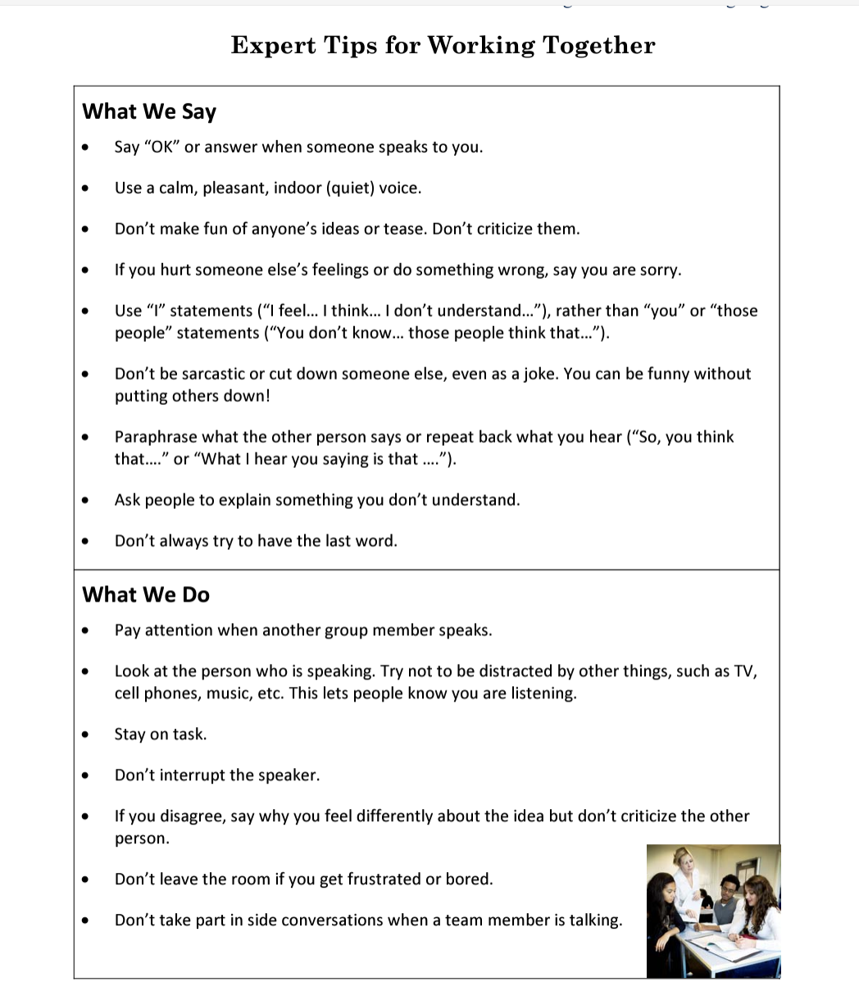 Expert Tips for Working Together
What We Say
• Say “OK” or answer when someone speaks to you.
• Use a calm, pleasant, indoor (quiet) voice.
• Don’t make fun of anyone’s ideas or tease. Don’t criticize them.
• If you hurt someone else’s feelings or do something wrong, say you are sorry.
• Use “I” statements (“I feel… I think… I don’t understand…”), rather than “you” or “those
people” statements (“You don’t know… those people think that…”).
• Don’t be sarcastic or cut down someone else, even as a joke. You can be funny without
putting others down!
• Paraphrase what the other person says or repeat back what you hear (“So, you think
that….” or “What I hear you saying is that ….”).
• Ask people to explain something you don’t understand.
• Don’t always try to have the last word.
What We Do
• Pay attention when another group member speaks.
• Look at the person who is speaking. Try not to be distracted by other things, such as TV,
cell phones, music, etc. This lets people know you are listening.
• Stay on task.
• Don’t interrupt the speaker.
• If you disagree, say why you feel differently about the idea but don’t criticize the other
person.
• Don’t leave the room if you get frustrated or bored.
• Don’t take part in side conversations when a team member is talking.